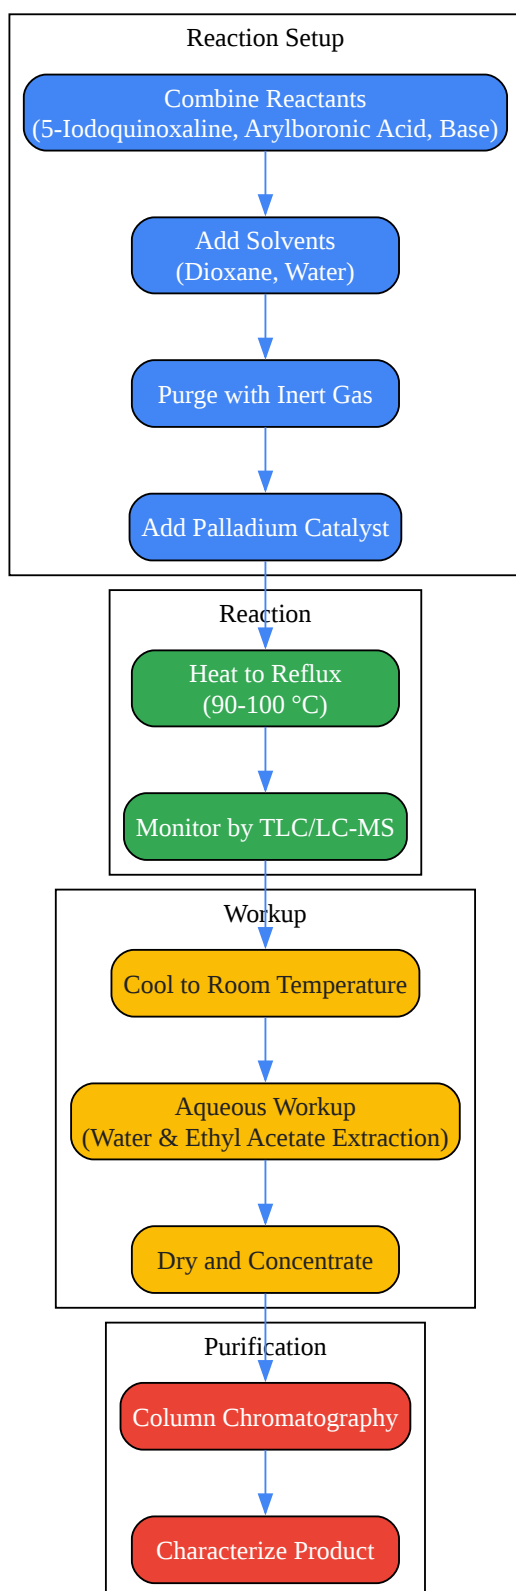 Reaction Setup
Combine Reactants
(5-Iodoquinoxaline, Arylboronic Acid, Base)
Add Solvents
(Dioxane, Water)
Purge with Inert Gas
Add Palladium Catalyst
Reaction
Heat to Reflux
(90-100 °C)
Monitor by TLC/LC-MS
Workup
Cool to Room Temperature
Aqueous Workup
(Water & Ethyl Acetate Extraction)
Dry and Concentrate
Purification
Column Chromatography
Characterize Product